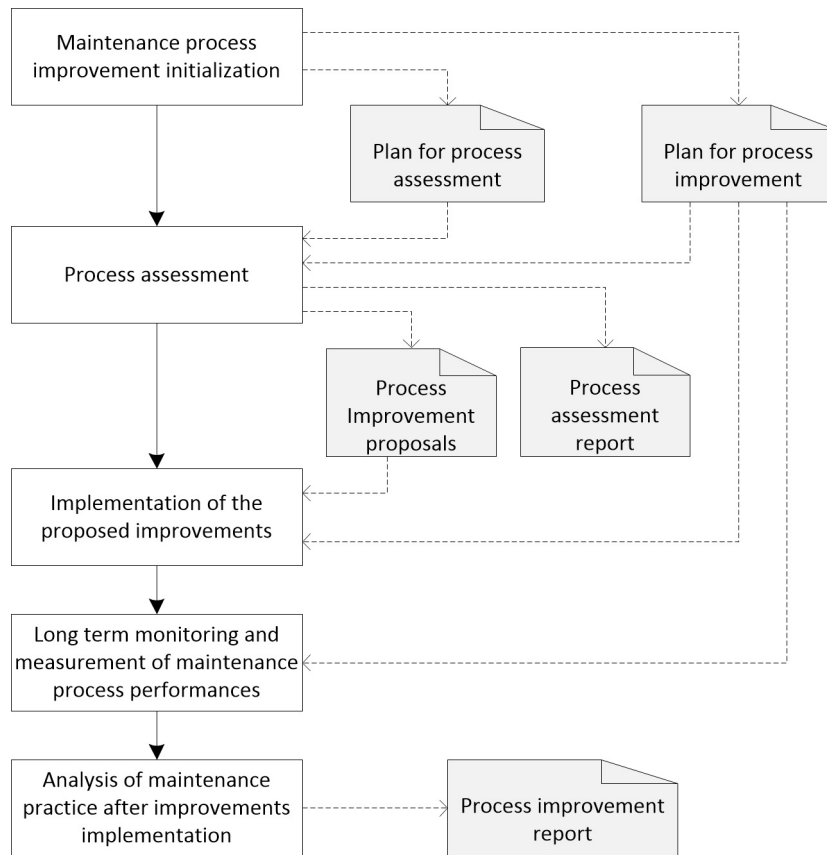 Maintenance process
improvement initialization
Plan for process
assessment
Plan for process
improvement
Process assessment
Process
Improvement
proposals
Process
assessment
report
Implementation of the
proposed improvements
Long term monitoring and
measurement of maintenance
process performances
Analysis of maintenance
practice after improvements
implementation
Process improvement
report